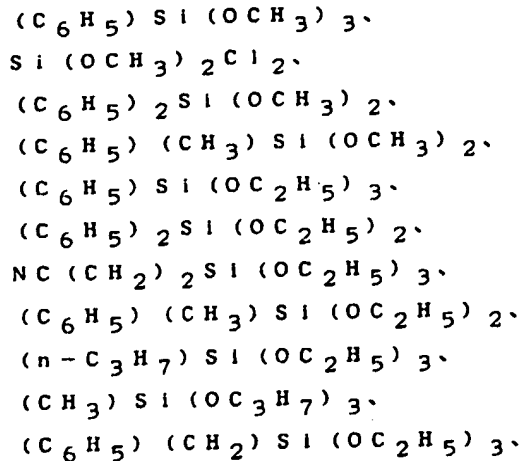 (C6H5)Si(OCH3)3、
Si(OCH3)2Cl2、
(C6H5)2Si(OCH3)2、
(C6H5)(CH3)Si(OCH3)2、
(C6H5)Si(OC2H5)3、
(C6H5)2Si(OC2H5)2、
NC(CH2)2Si(OC2H5)3、
(C6H5)(CH3)Si(OC2H5)2、
(n-C3H7)Si(OC2H5)3、
(CH3)Si(OC3H7)3、
(C6H5)(CH2)Si(OC2H5)3、